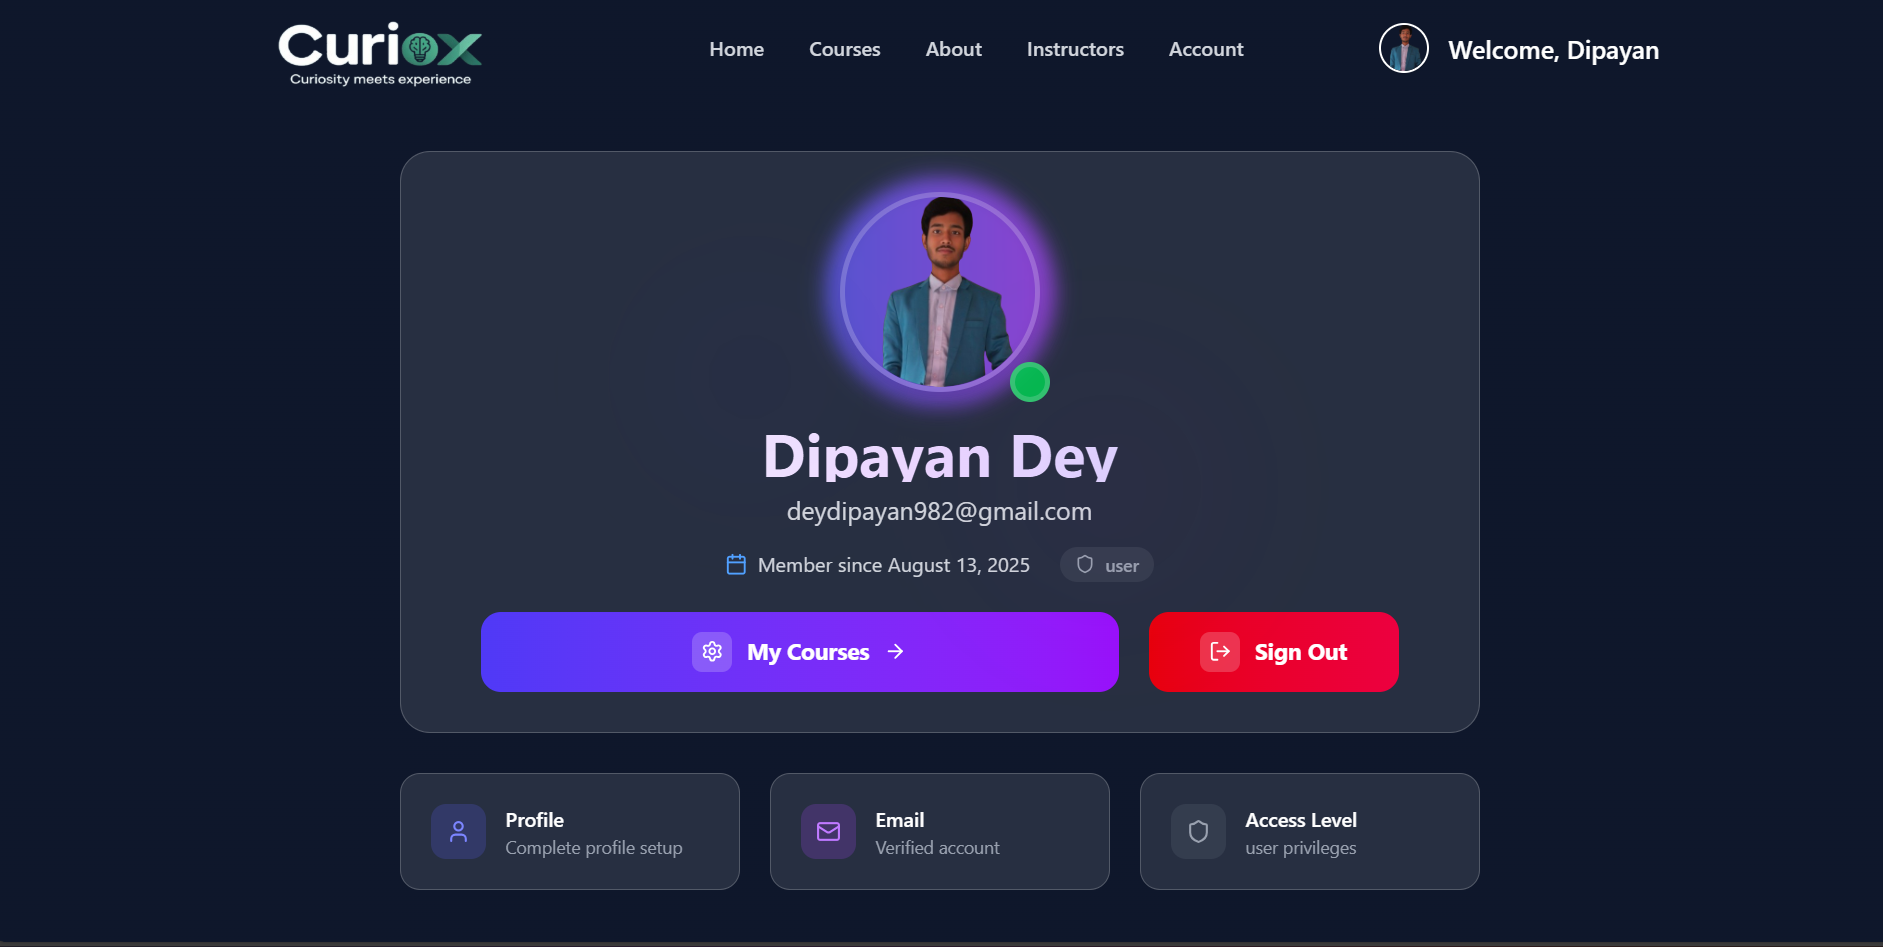 Curiox
Curiosity meets experience
Home
Courses
About
Instructors
Account
Welcome, Dipayan
Dipayan Dey
deydipayan982@gmail.com
Member since August 13, 2025
user
My Courses
Sign Out
Profile
Complete profile setup
Email
Verified account
Access Level
user privileges